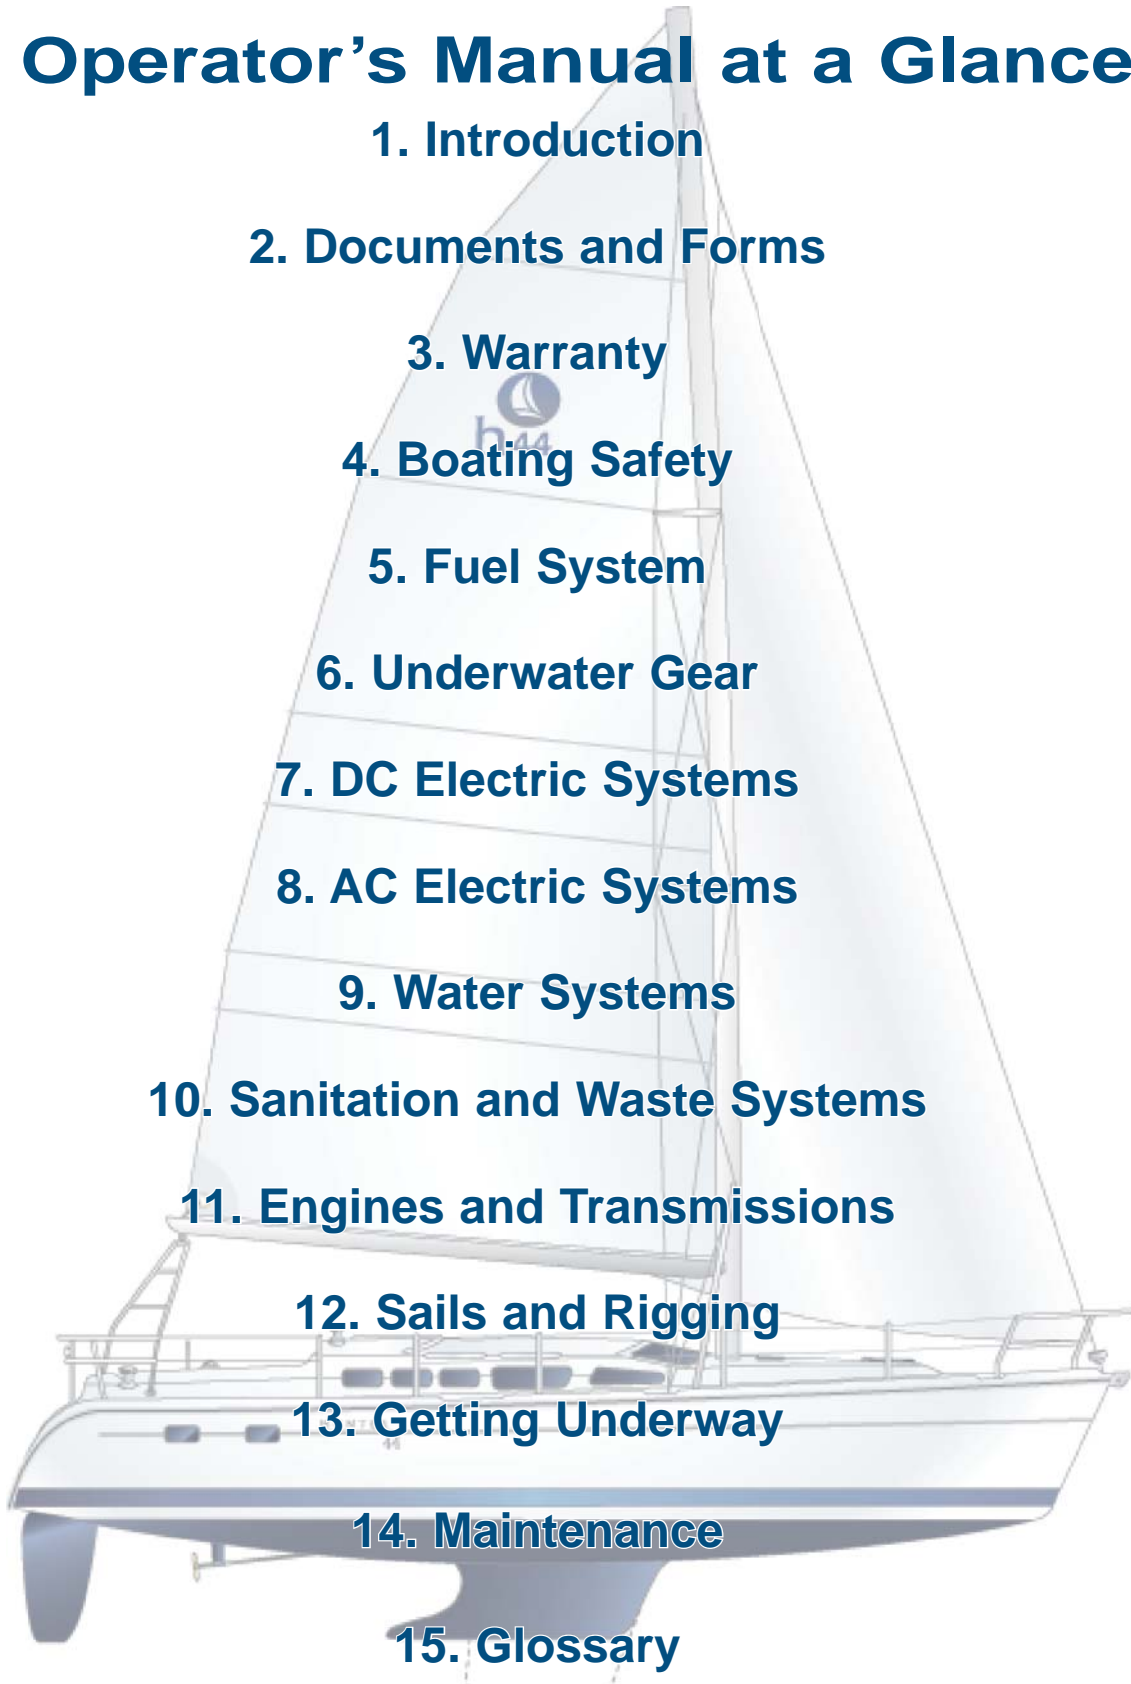 Operator’s Manual at a Glance
1. Introduction
2. Documents and Forms
3. Warranty
h44
4. Boating Safety
5. Fuel System
6. Underwater Gear
7. DC Electric Systems
8. AC Electric Systems
9. Water Systems
10. Sanitation and Waste Systems
11. Engines and Transmissions
12. Sails and Rigging
13. Getting Underway
44
14. Maintenance
15. Glossary